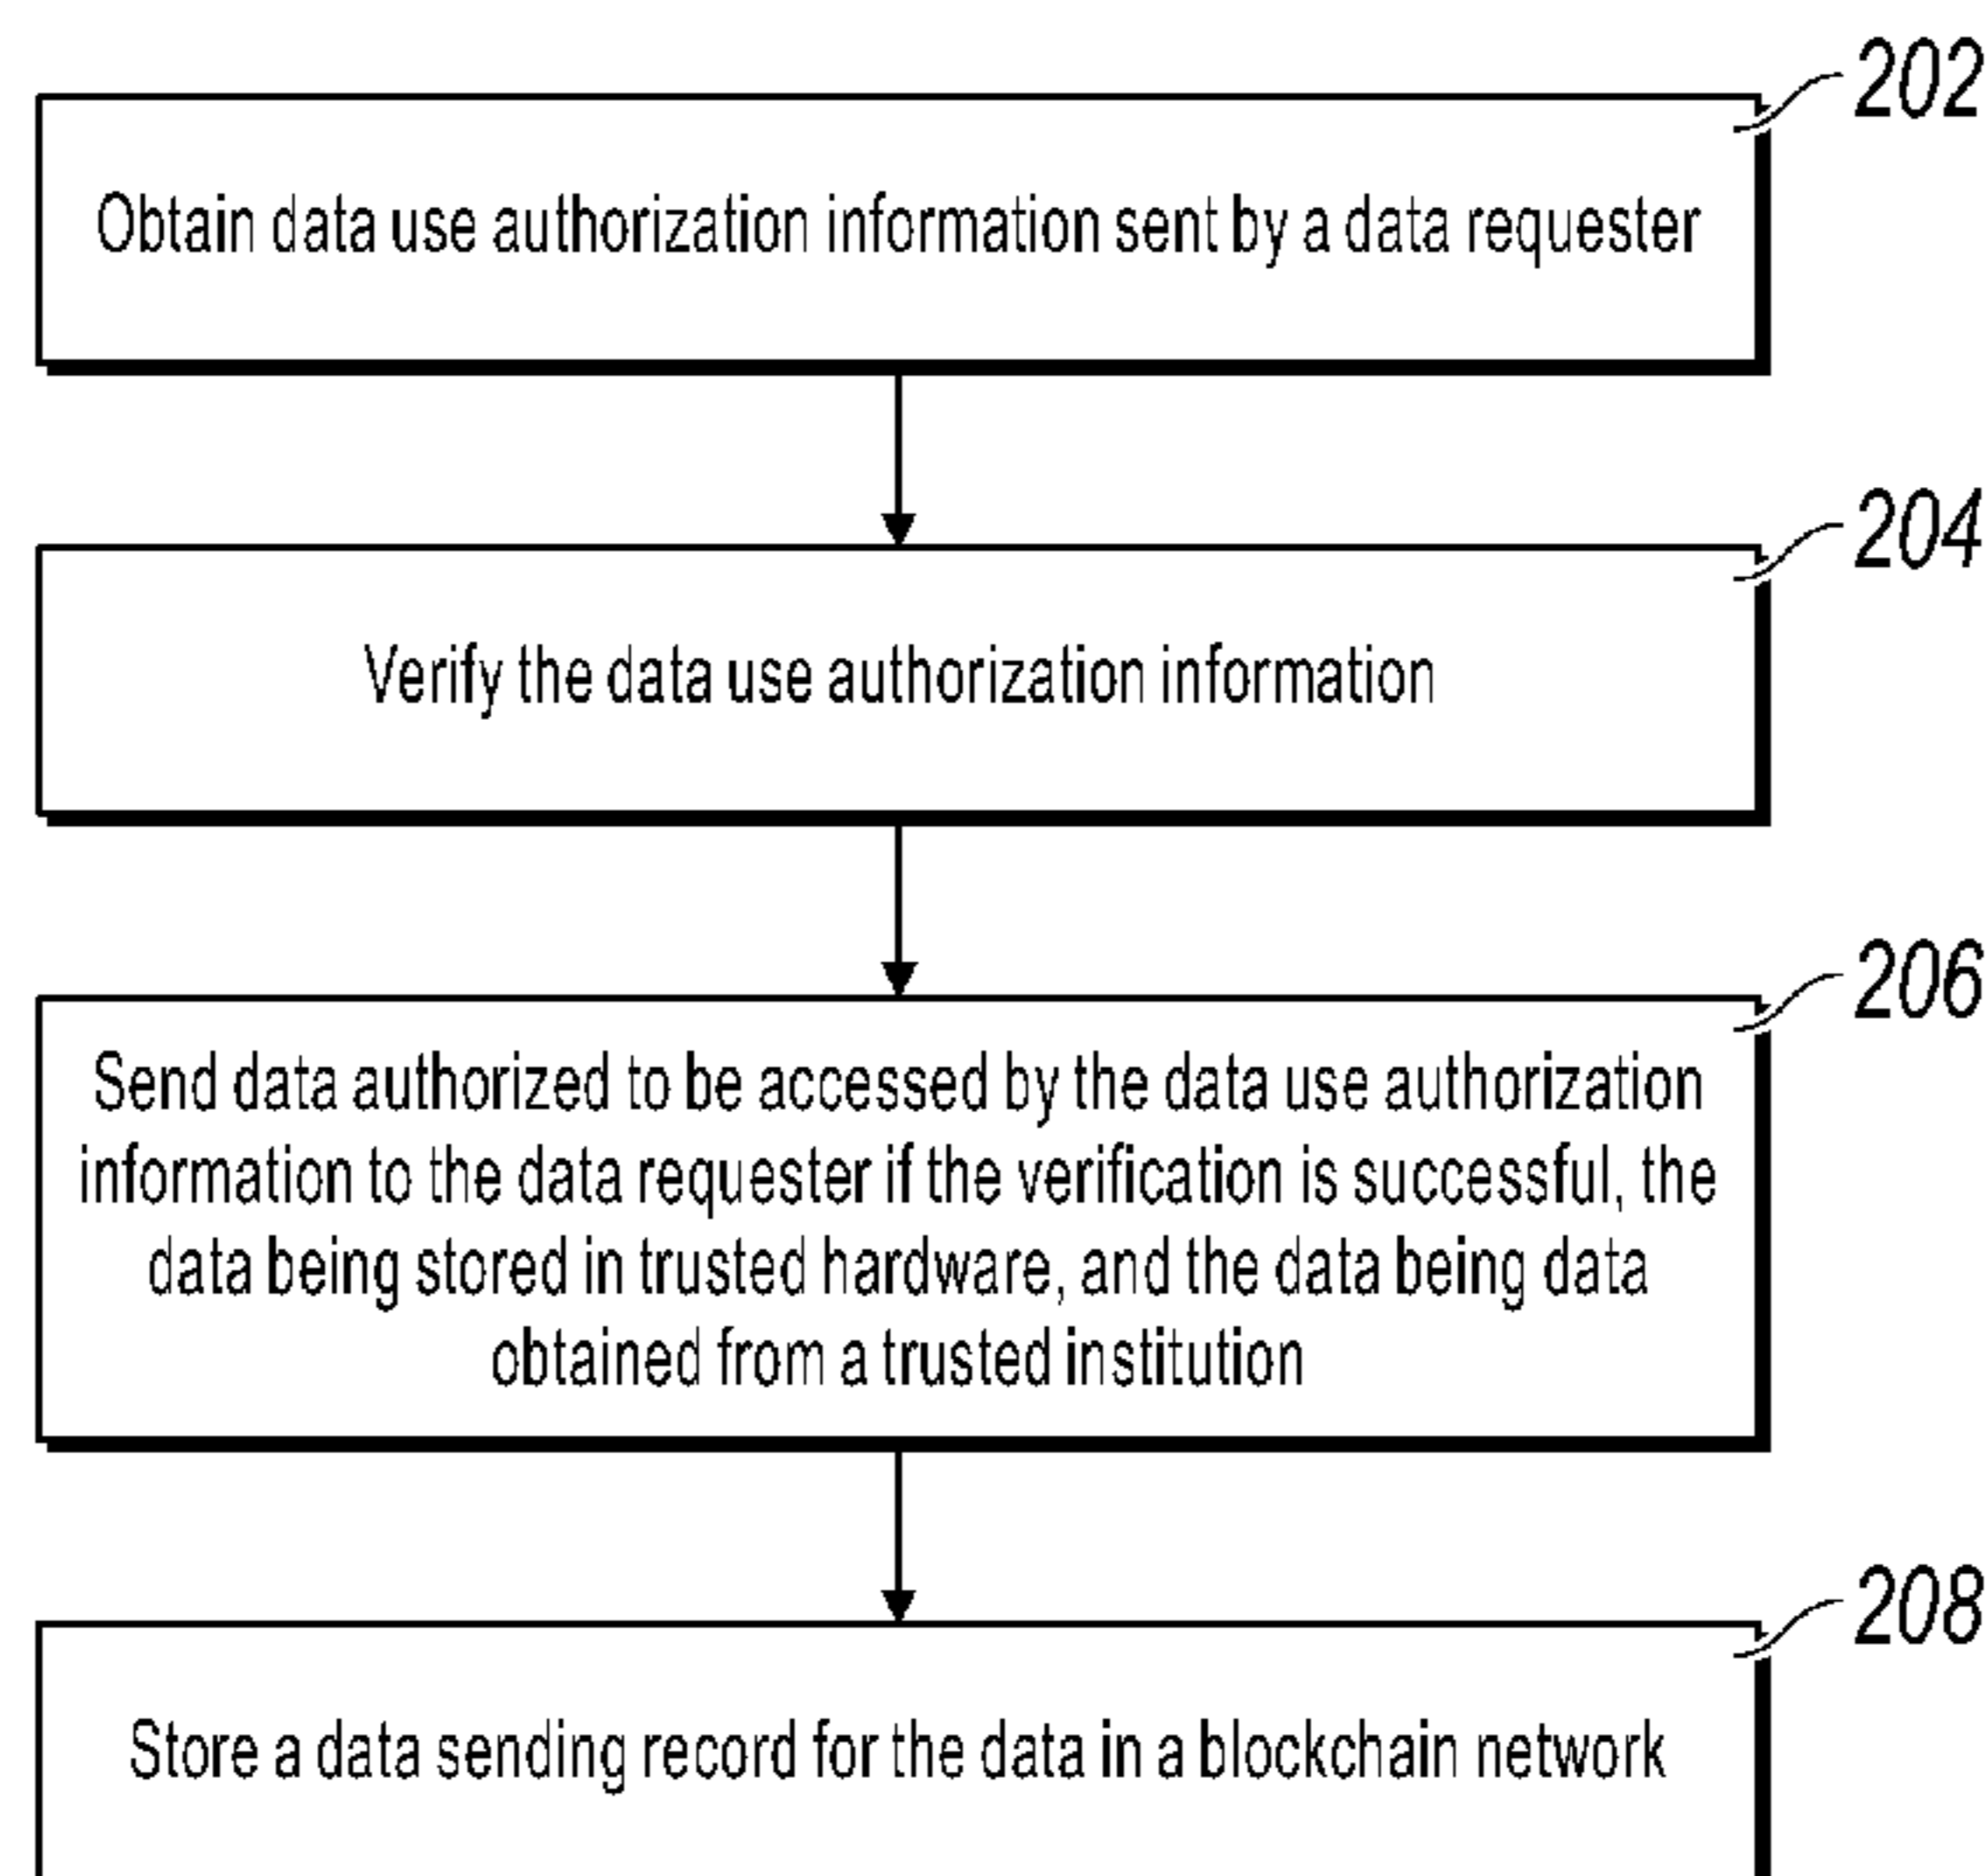 202
Obtain data use authorization information sent by a data requester
204
Verify the data use authorization information
206
Send data authorized to be accessed by the data use authorization
information to the data requester if the verification is successful, the
data being stored in trusted hardware, and the data being data
obtained from a trusted institution
208
Store a data sending record for the data in a blockchain network